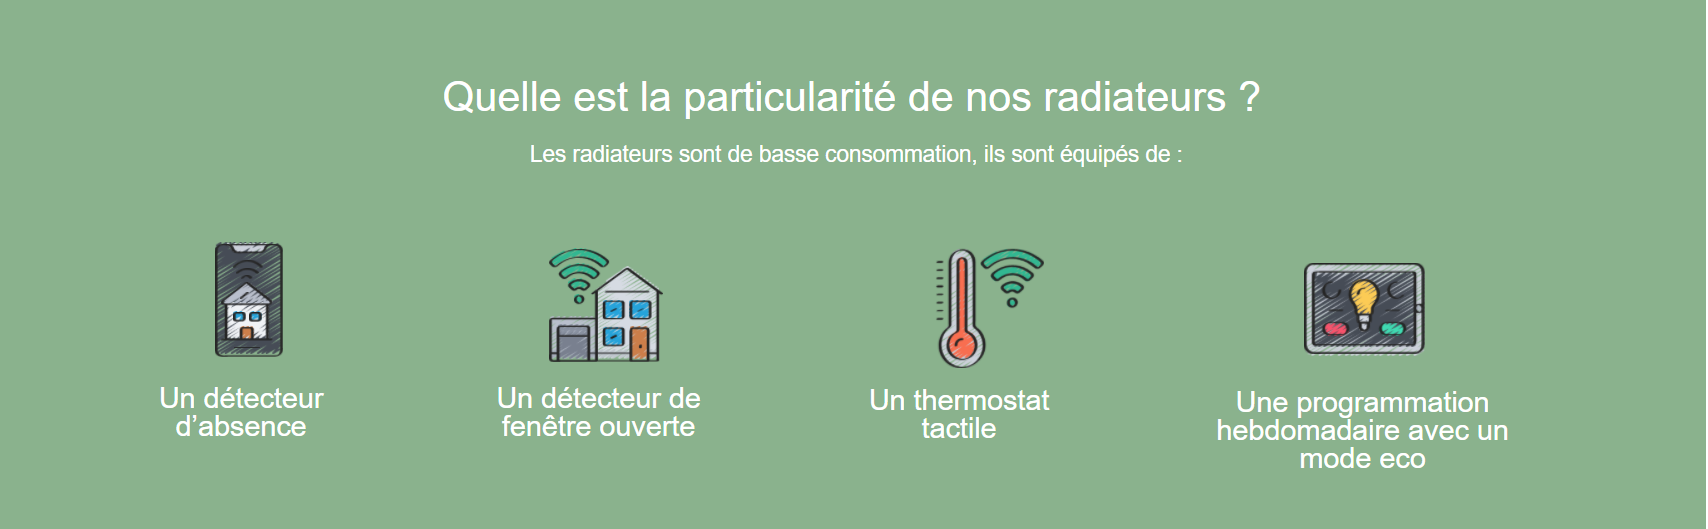 Quelle est la particularité de nos radiateurs ?
Les radiateurs sont de basse consommation, ils sont équipés de :
Un détecteur
d’absence
Un détecteur de
fenêtre ouverte
Un thermostat
tactile
Une programmation
hebdomadaire avec un
mode eco